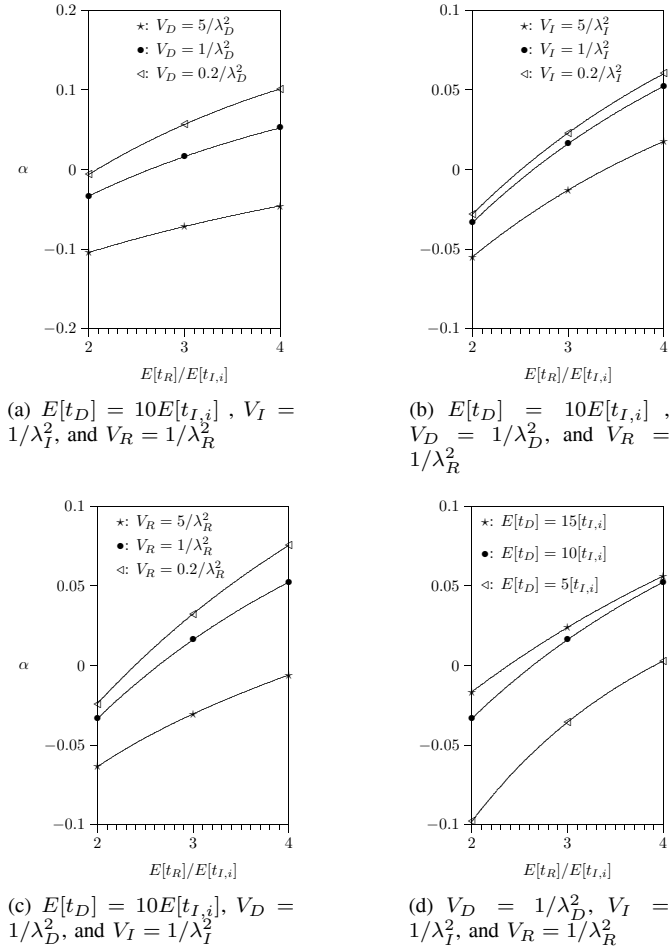 0.2
0.1
0
−0.1
−0.2
α
⋆: V_D = 5/λ_D^2
•: V_D = 1/λ_D^2
◁: V_D = 0.2/λ_D^2
2 3 4
E[t_R]/E[t_{I,i}]
(a) E[t_D] = 10E[t_{I,i}] , V_I =
1/λ_I^2, and V_R = 1/λ_R^2
0.1
0.05
0
−0.05
−0.1
⋆: V_I = 5/λ_I^2
•: V_I = 1/λ_I^2
◁: V_I = 0.2/λ_I^2
2 3 4
E[t_R]/E[t_{I,i}]
(b) E[t_D] = 10E[t_{I,i}] ,
V_D = 1/λ_D^2, and V_R =
1/λ_R^2
0.1
0.05
0
−0.05
−0.1
α
⋆: V_R = 5/λ_R^2
•: V_R = 1/λ_R^2
◁: V_R = 0.2/λ_R^2
2 3 4
E[t_R]/E[t_{I,i}]
(c) E[t_D] = 10E[t_{I,i}], V_D =
1/λ_D^2, and V_I = 1/λ_I^2
0.1
0.05
0
−0.05
−0.1
⋆: E[t_D] = 15[t_{I,i}]
•: E[t_D] = 10[t_{I,i}]
◁: E[t_D] = 5[t_{I,i}]
2 3 4
E[t_R]/E[t_{I,i}]
(d) V_D = 1/λ_D^2, V_I =
1/λ_I^2, and V_R = 1/λ_R^2